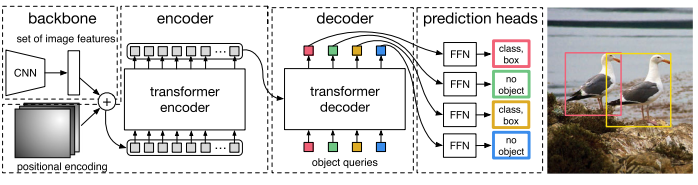 backbone
set of image features
CNN
+
positional encoding
encoder
...
transformer
encoder
...
decoder
transformer
decoder
object queries
prediction heads
FFN
class,
box
FFN
no
object
FFN
class,
box
FFN
no
object